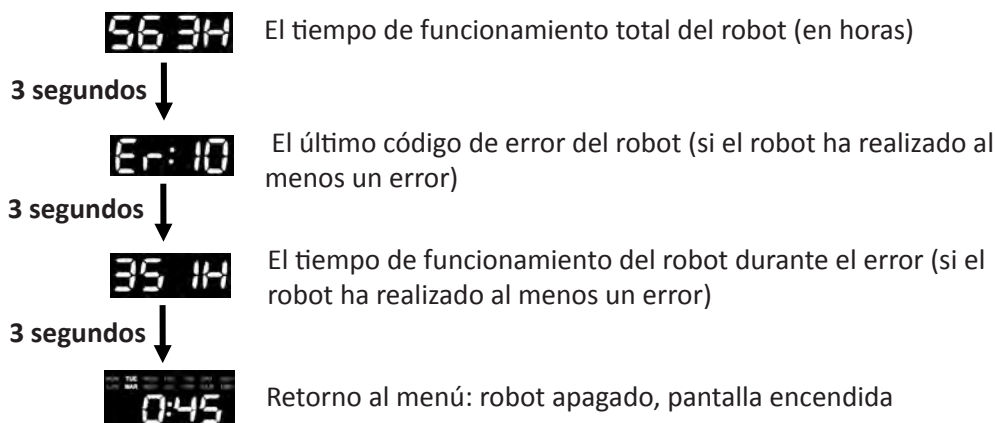 563H El tiempo de funcionamiento total del robot (en horas)
3 segundos
Er:10 El último código de error del robot (si el robot ha realizado al
menos un error)
3 segundos
351H El tiempo de funcionamiento del robot durante el error (si el
robot ha realizado al menos un error)
3 segundos
TUE
MAR
0:45 Retorno al menú: robot apagado, pantalla encendida